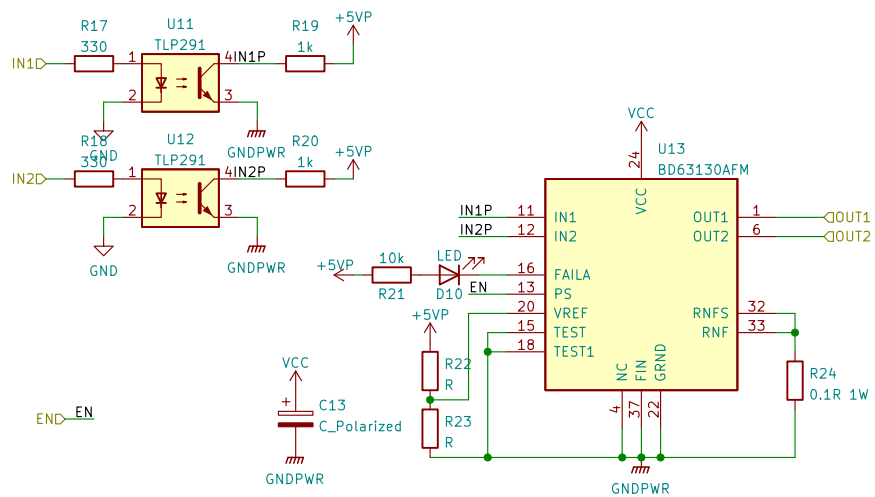 R17
330
IN1
1
2
U11
TLP291
4
IN1P
3
R19
1k
+5VP
GND
GNDPWR
R18
330
IN2
1
2
U12
TLP291
4
IN2P
3
R20
1k
+5VP
GND
GNDPWR
VCC
24
U13
BD63130AFM
VCC
IN1P
11
IN1
OUT1
1
OUT1
IN2P
12
IN2
OUT2
6
OUT2
+5VP
10k
R21
LED
D10
16
FAILA
EN
13
PS
20
VREF
15
TEST
18
TEST1
RNFS
32
RNF
33
NC
FIN
GRND
4
37
22
+5VP
R22
R
R23
R
R24
0.1R 1W
GNDPWR
VCC
+
C13
C_Polarized
GNDPWR
EN
EN